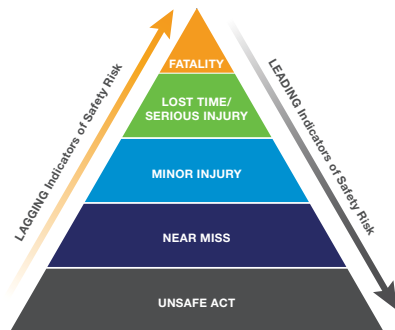 FATALITY
LOST TIME/
SERIOUS INJURY
MINOR INJURY
NEAR MISS
UNSAFE ACT
LAGGING Indicators of Safety Risk
LEADING Indicators of Safety Risk